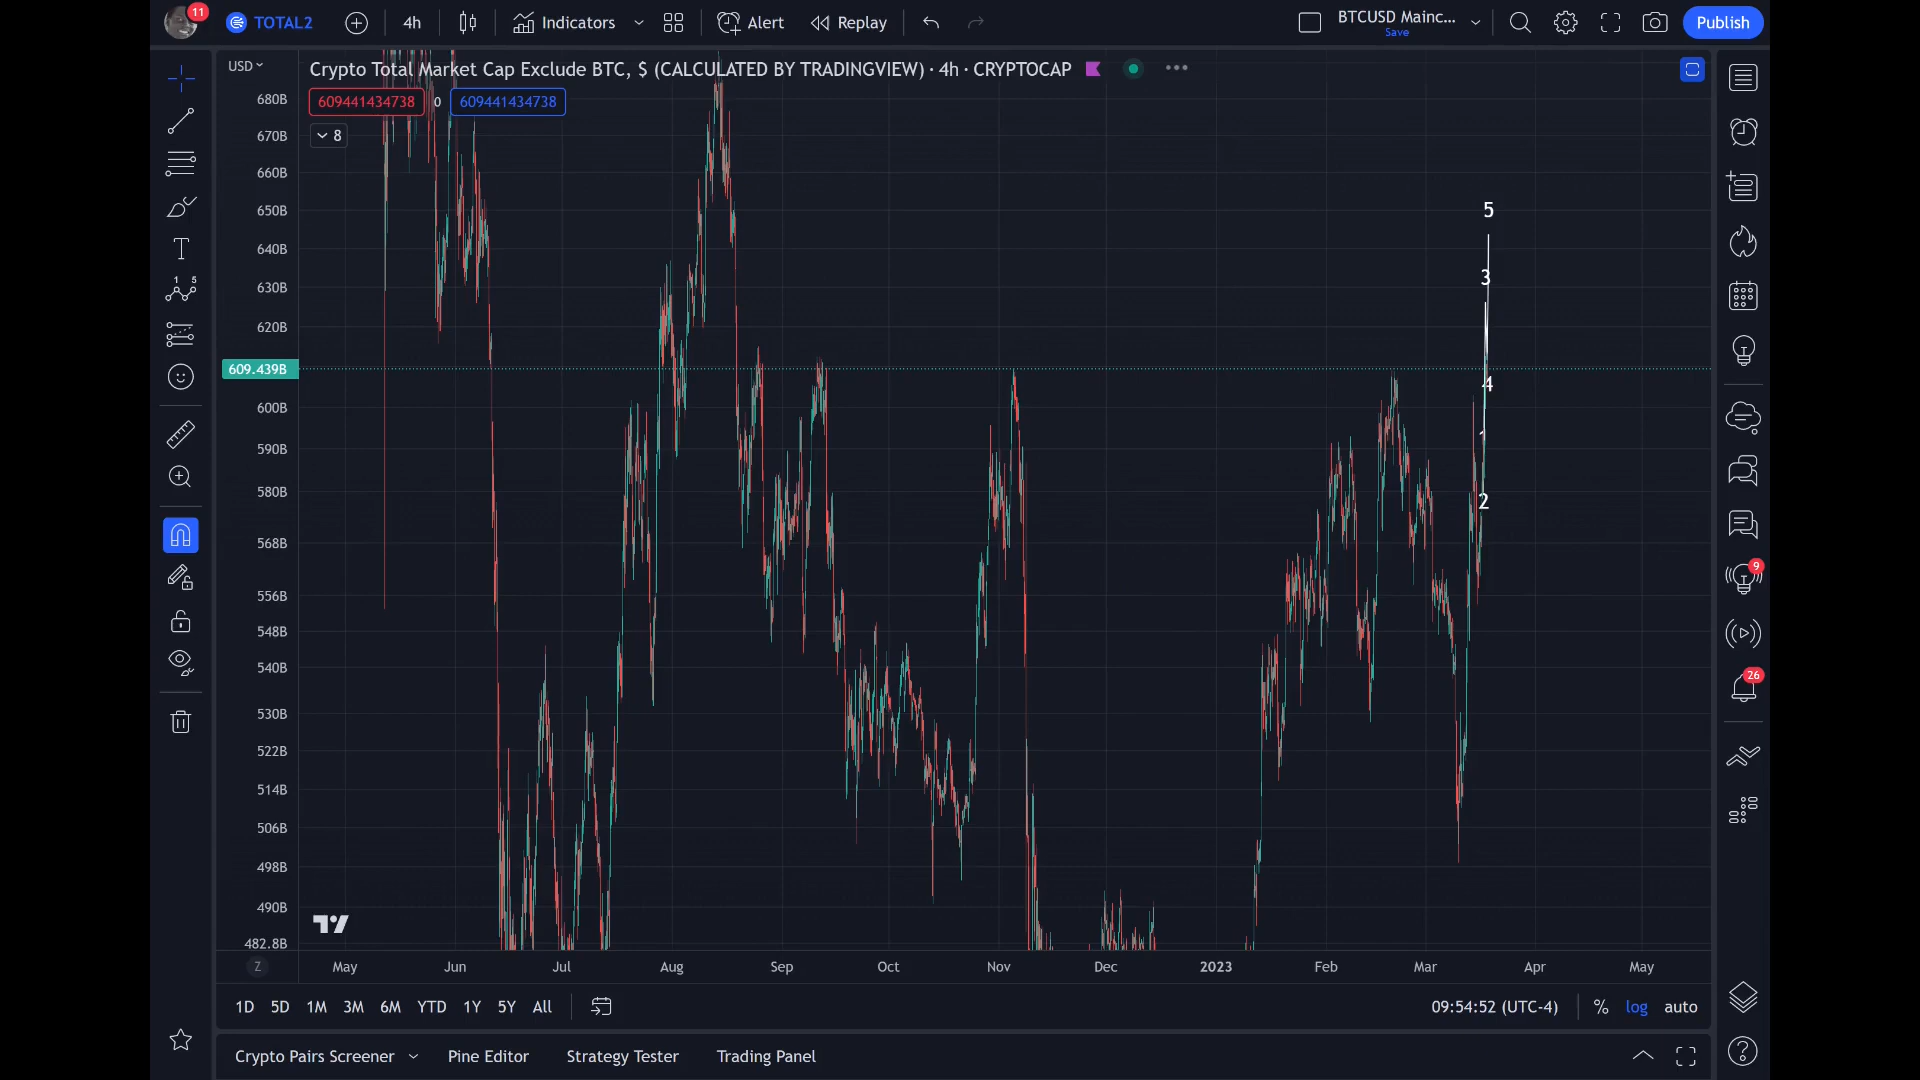 11
TOTAL2
4h
Indicators
Alert
Replay
BTCUSD Mainc...
Save
Publish
USD
Crypto Total Market Cap Exclude BTC, $ (CALCULATED BY TRADINGVIEW) · 4h · CRYPTOCAP
609441434738 0 609441434738
8
680B
670B
660B
650B
640B
630B
620B
609.439B
600B
590B
580B
568B
556B
548B
540B
530B
522B
514B
506B
498B
490B
482.8B
5
3
4
1
2
9
26
Z
May Jun Jul Aug Sep Oct Nov Dec 2023 Feb Mar Apr May
1D 5D 1M 3M 6M YTD 1Y 5Y All
09:54:52 (UTC-4) % log auto
Crypto Pairs Screener Pine Editor Strategy Tester Trading Panel